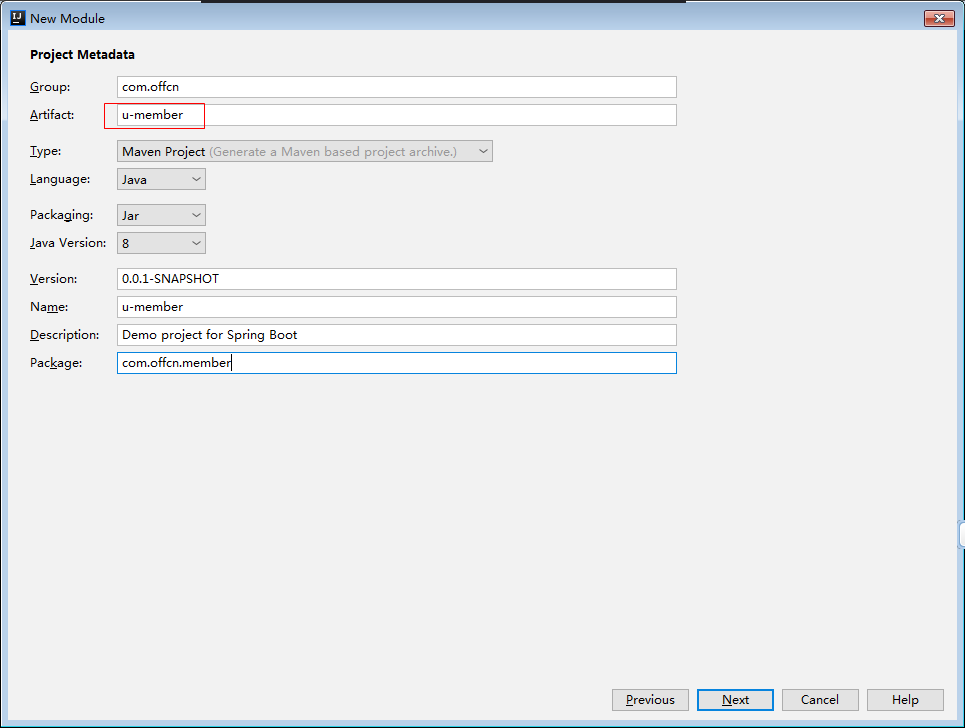 New Module
Project Metadata
Group: com.offcn
Artifact: u-member
Type: Maven Project (Generate a Maven based project archive.)
Language: Java
Packaging: Jar
Java Version: 8
Version: 0.0.1-SNAPSHOT
Name: u-member
Description: Demo project for Spring Boot
Package: com.offcn.member
Previous Next Cancel Help